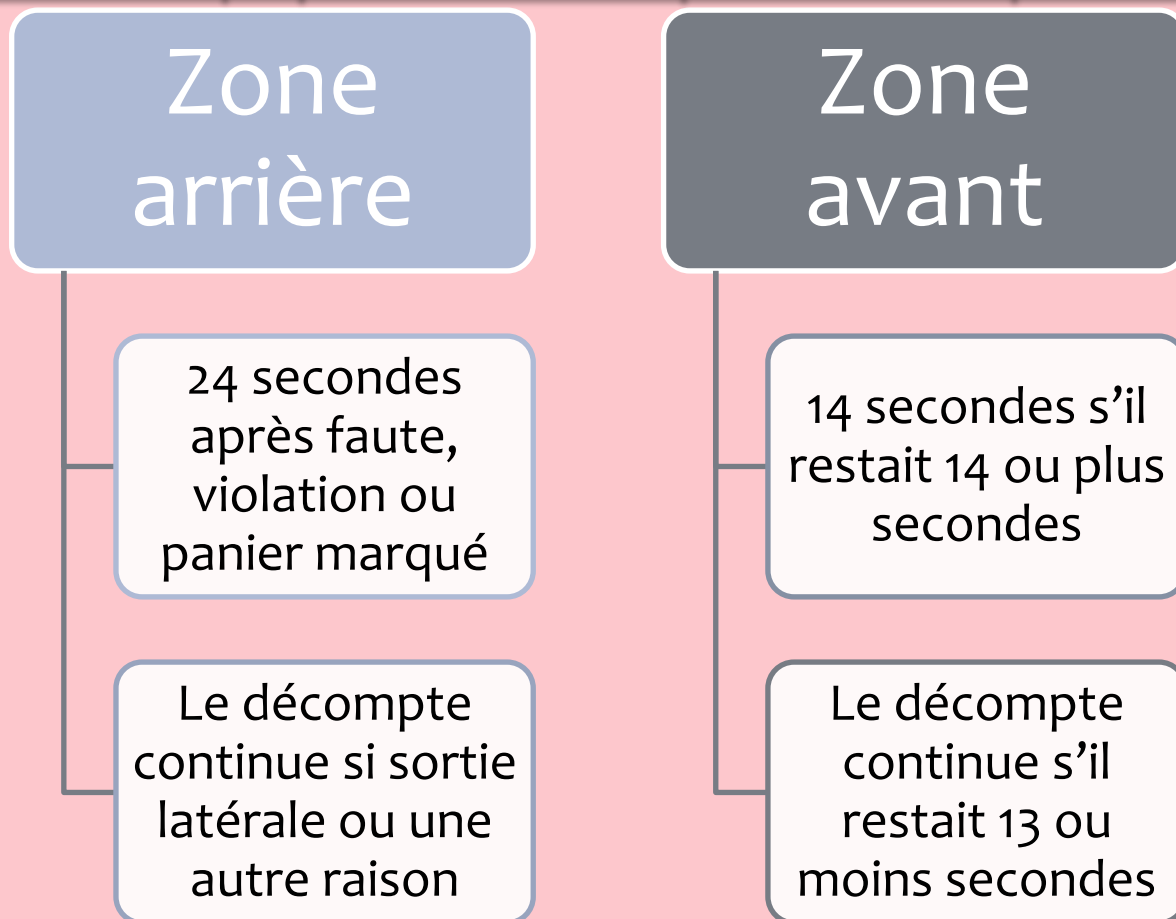 Zone
arrière
24 secondes
après faute,
violation ou
panier marqué
Le décompte
continue si sortie
latérale ou une
autre raison
Zone
avant
14 secondes s’il
restait 14 ou plus
secondes
Le décompte
continue s’il
restait 13 ou
moins secondes